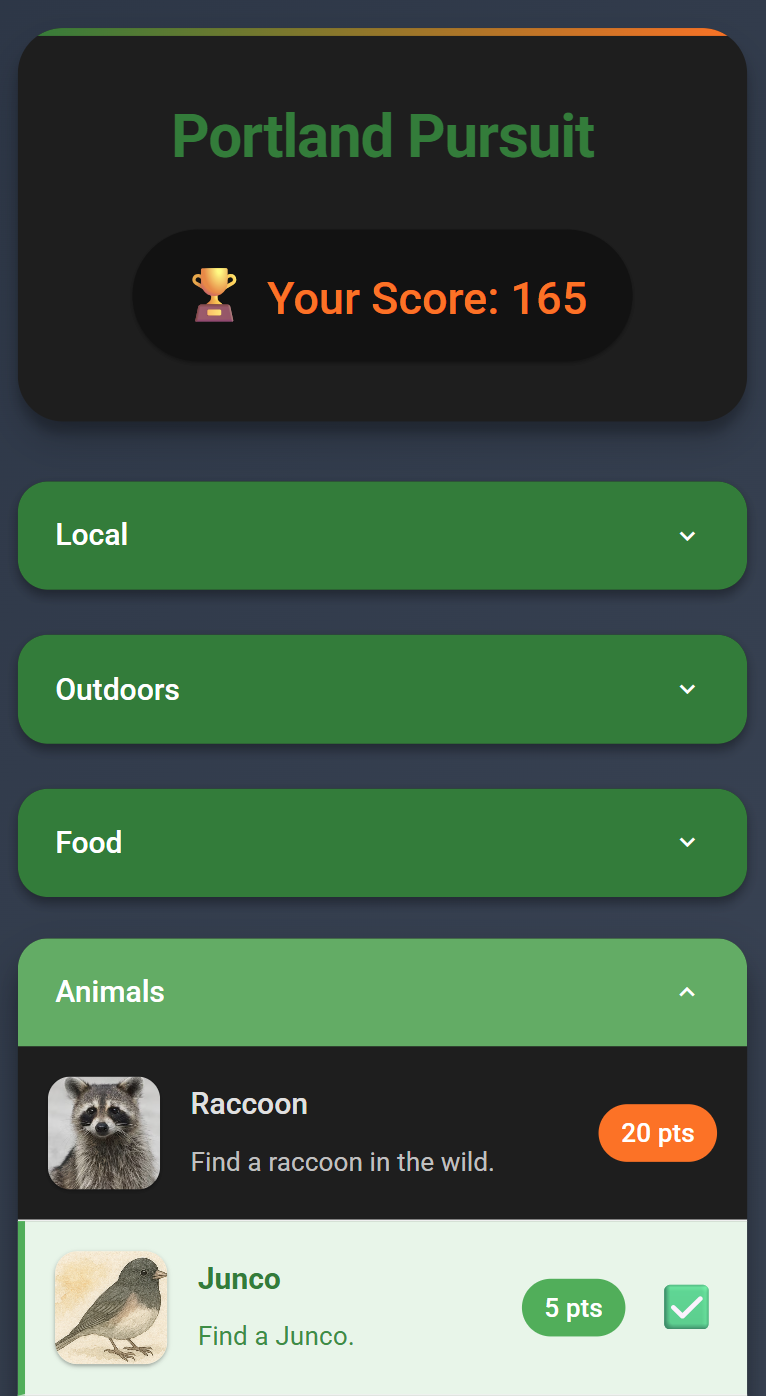 Portland Pursuit
🏆 Your Score: 165
Local
Outdoors
Food
Animals
Raccoon
Find a raccoon in the wild.
20 pts
Junco
Find a Junco.
5 pts ✅